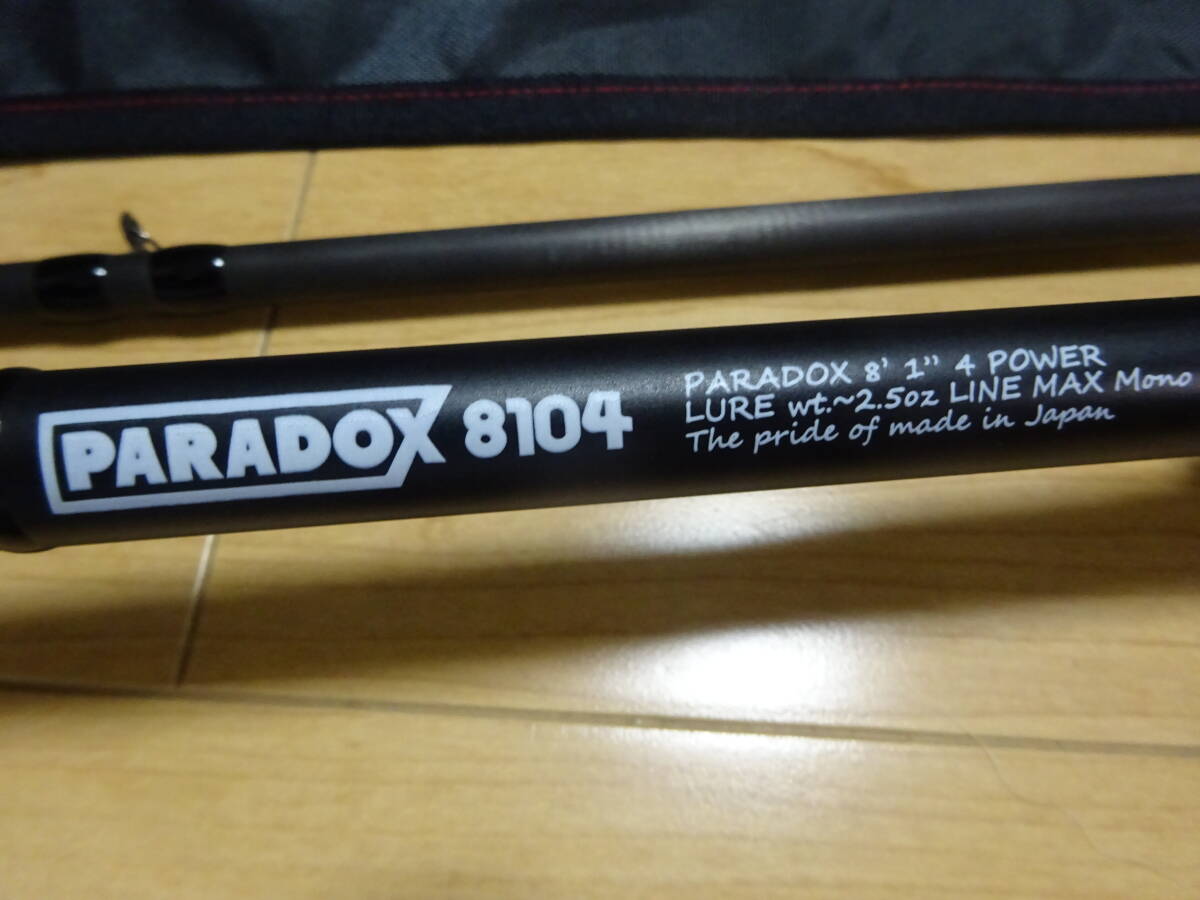 PARADOX 8104
PARADOX 8' 1" 4 POWER
LURE wt.~2.5oz LINE MAX Mono
The pride of made in Japan